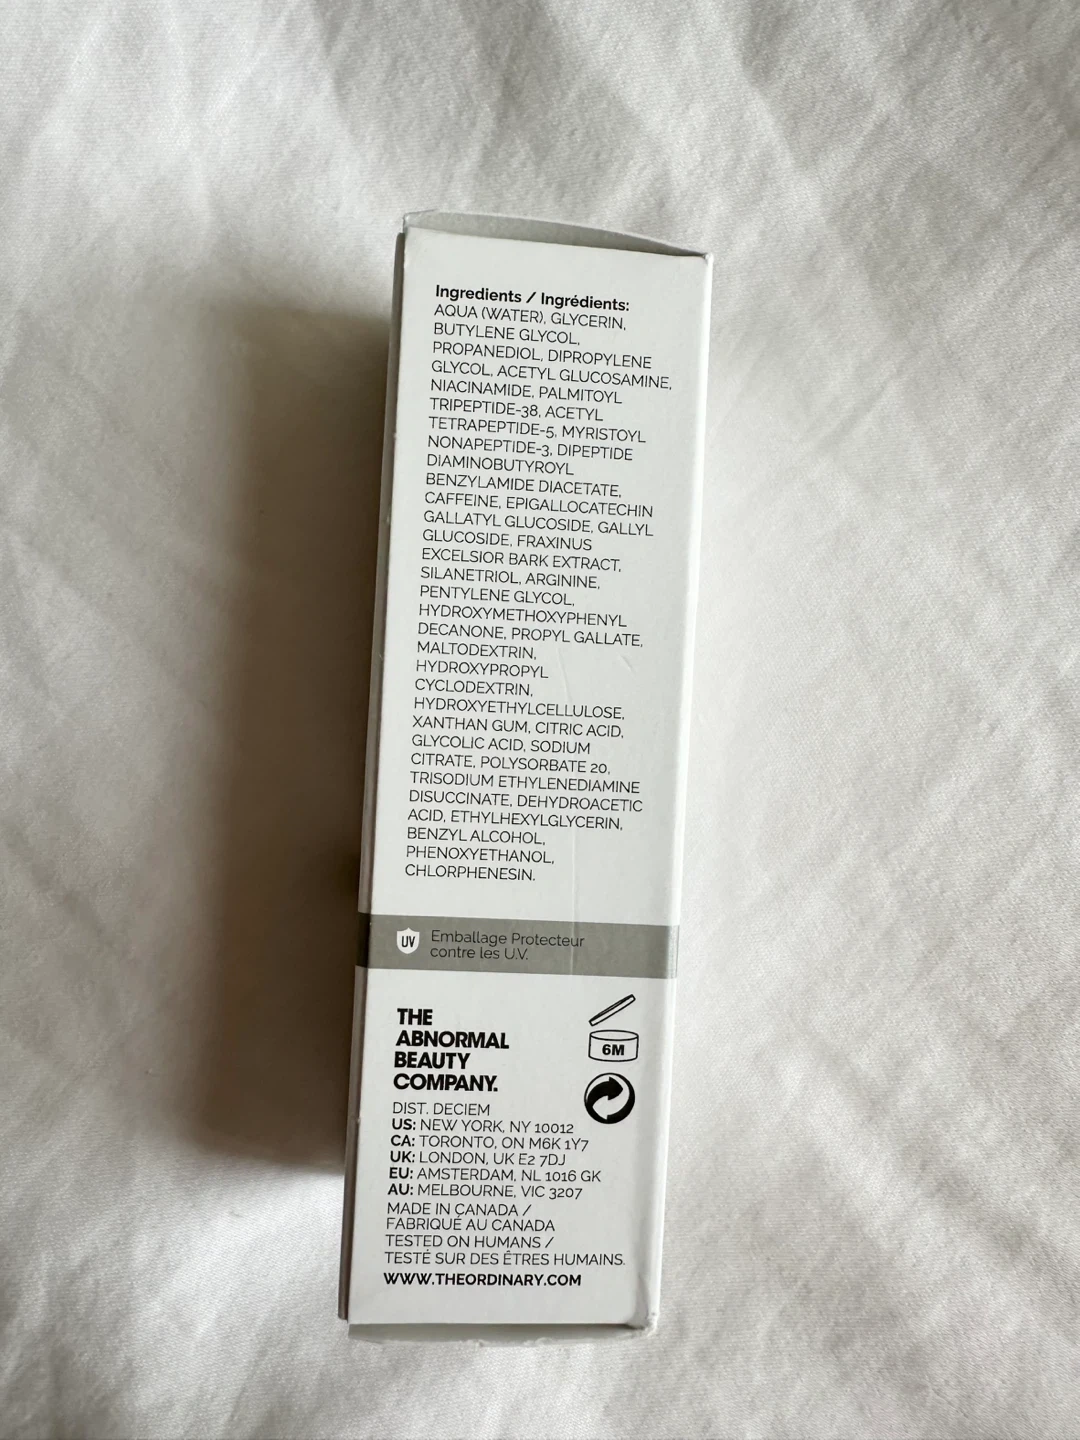 Ingredients / Ingrédients:
AQUA (WATER), GLYCERIN,
BUTYLENE GLYCOL,
PROPANEDIOL, DIPROPYLENE
GLYCOL, ACETYL GLUCOSAMINE,
NIACINAMIDE, PALMITOYL
TRIPEPTIDE-38, ACETYL
TETRAPEPTIDE-5, MYRISTOYL
NONAPEPTIDE-3, DIPEPTIDE
DIAMINOBUTYROYL
BENZYLAMIDE DIACETATE,
CAFFEINE, EPIGALLOCATECHIN
GALLATYL GLUCOSIDE, GALLYL
GLUCOSIDE, FRAXINUS
EXCELSIOR BARK EXTRACT,
SILANETRIOL, ARGININE,
PENTYLENE GLYCOL,
HYDROXYMETHOXYPHENYL
DECANONE, PROPYL GALLATE,
MALTODEXTRIN,
HYDROXYPROPYL
CYCLODEXTRIN,
HYDROXYETHYLCELLULOSE,
XANTHAN GUM, CITRIC ACID,
GLYCOLIC ACID, SODIUM
CITRATE, POLYSORBATE 20,
TRISODIUM ETHYLENEDIAMINE
DISUCCINATE, DEHYDROACETIC
ACID, ETHYLHEXYLGLYCERIN,
BENZYL ALCOHOL,
PHENOXYETHANOL,
CHLORPHENESIN.
UV
Emballage Protecteur
contre les U.V.
THE
ABNORMAL
BEAUTY
COMPANY.
6M
DIST. DECIEM
US: NEW YORK, NY 10012
CA: TORONTO, ON M6K 1Y7
UK: LONDON, UK E2 7DJ
EU: AMSTERDAM, NL 1016 GK
AU: MELBOURNE, VIC 3207
MADE IN CANADA /
FABRIQUÉ AU CANADA
TESTED ON HUMANS /
TESTÉ SUR DES ÊTRES HUMAINS.
WWW.THEORDINARY.COM